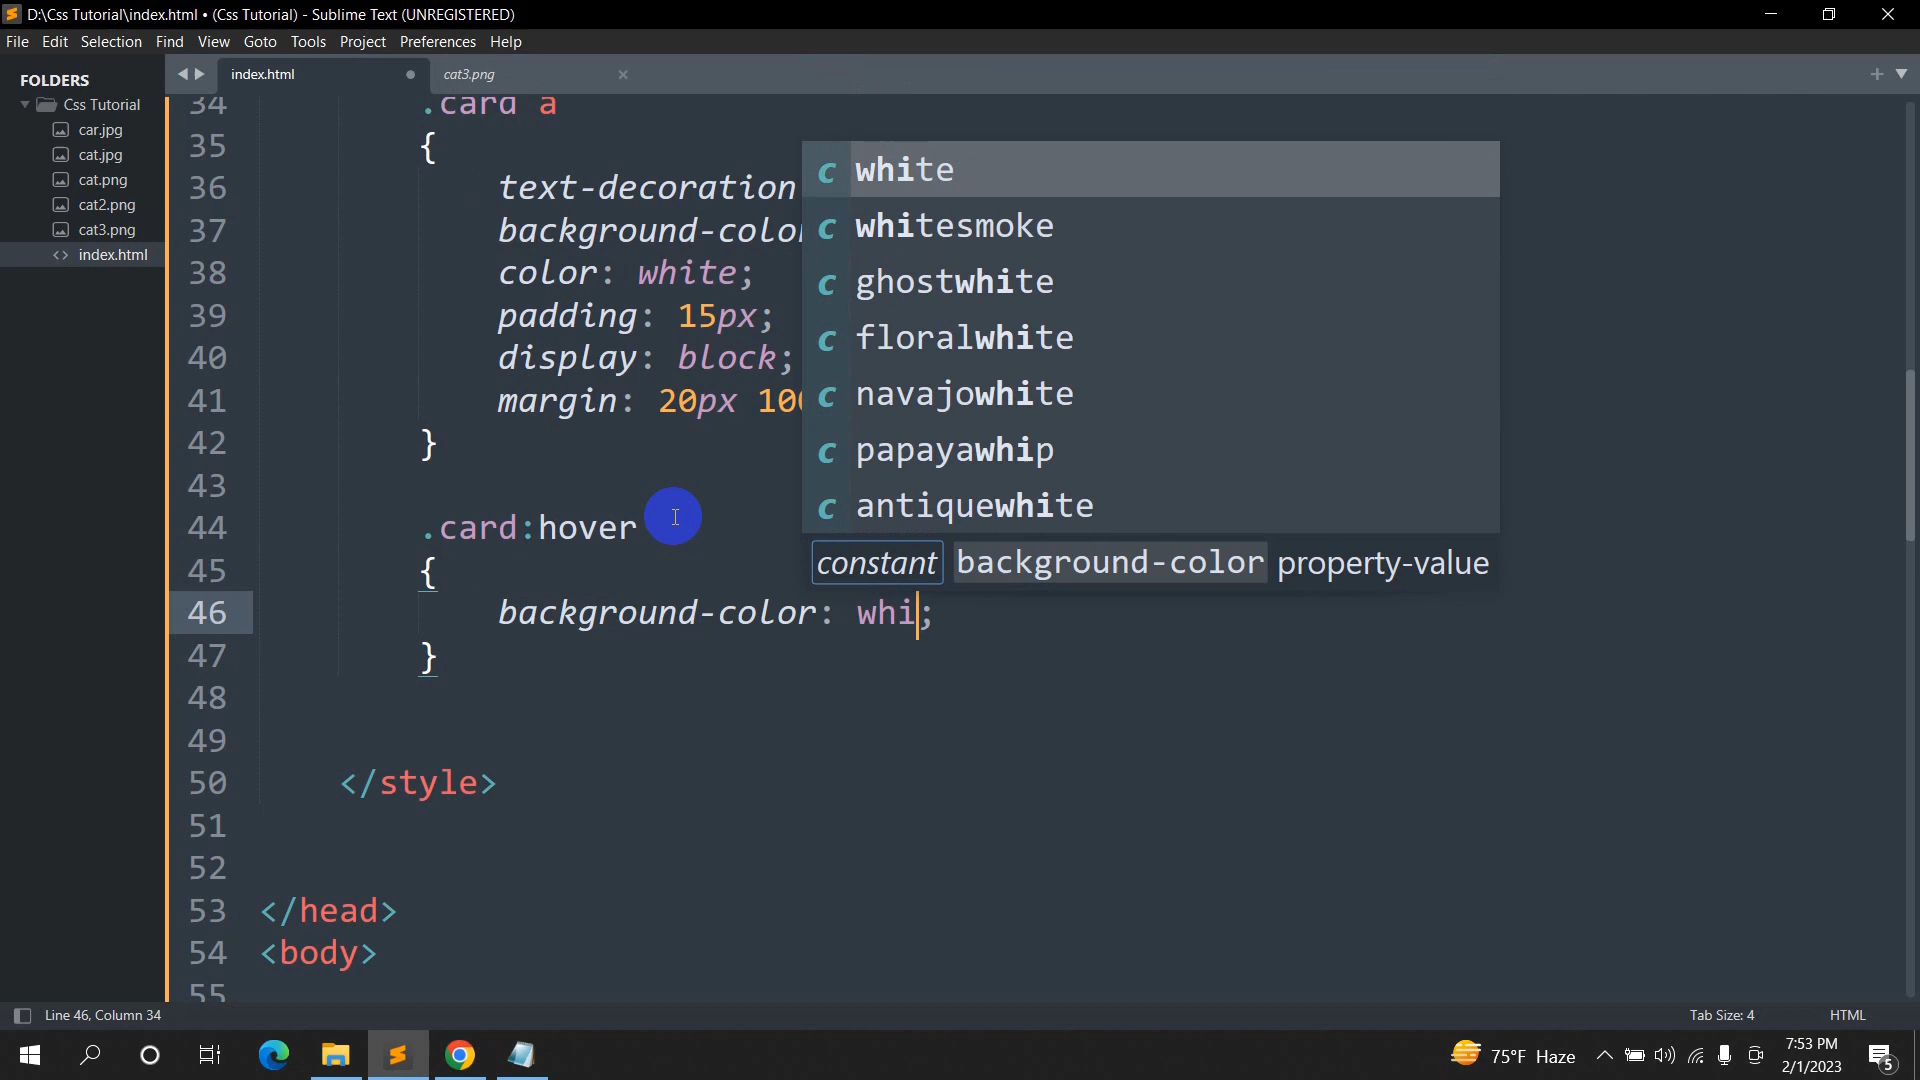 D:\Css Tutorial\index.html • (Css Tutorial) - Sublime Text (UNREGISTERED)
File Edit Selection Find View Goto Tools Project Preferences Help
FOLDERS
Css Tutorial
car.jpg
cat.jpg
cat.png
cat2.png
cat3.png
index.html
index.html
cat3.png
34 .card a
35 {
36 text-decoration
37 background-color
38 color: white;
39 padding: 15px;
40 display: block;
41 margin: 20px 100
42 }
43
44 .card:hover
45 {
46 background-color: whi;
47 }
48
49
50 </style>
51
52
53 </head>
54 <body>
55
c white
c whitesmoke
c ghostwhite
c floralwhite
c navajowhite
c papayawhip
c antiquewhite
constant background-color property-value
Line 46, Column 34
Tab Size: 4
HTML
75°F Haze
7:53 PM
2/1/2023
5